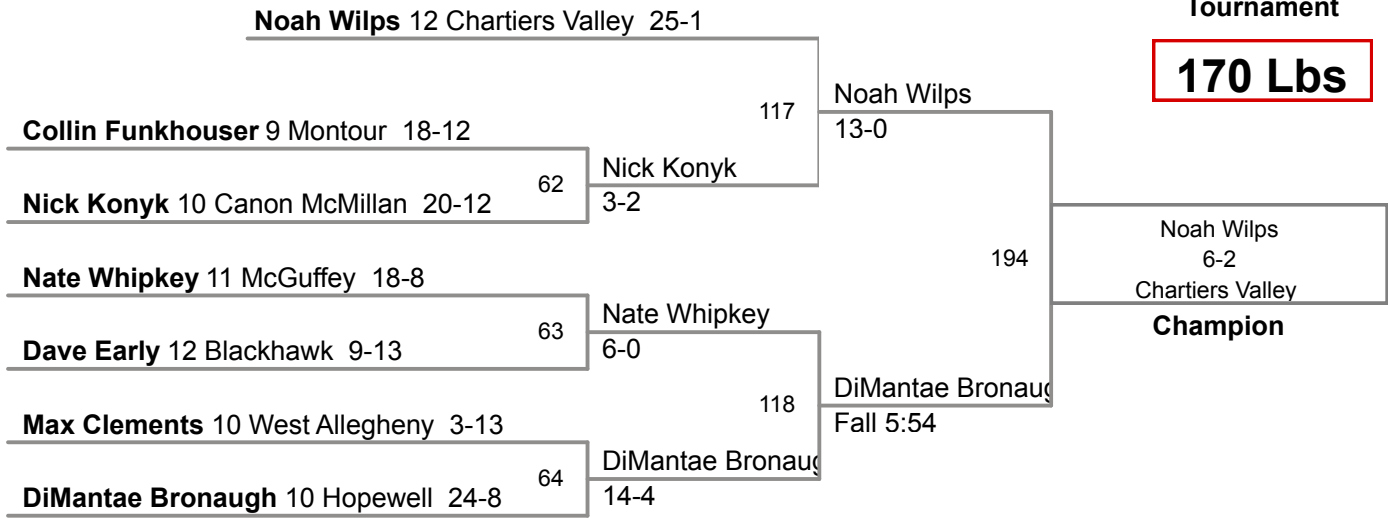 Tournament
170 Lbs
Noah Wilps 12 Chartiers Valley 25-1
117
Noah Wilps
13-0
Collin Funkhouser 9 Montour 18-12
62
Nick Konyk
3-2
Nick Konyk 10 Canon McMillan 20-12
194
Noah Wilps
6-2
Chartiers Valley
Champion
Nate Whipkey 11 McGuffey 18-8
63
Nate Whipkey
6-0
Dave Early 12 Blackhawk 9-13
118
DiMantae Bronaug
Fall 5:54
Max Clements 10 West Allegheny 3-13
64
DiMantae Bronaug
14-4
DiMantae Bronaugh 10 Hopewell 24-8